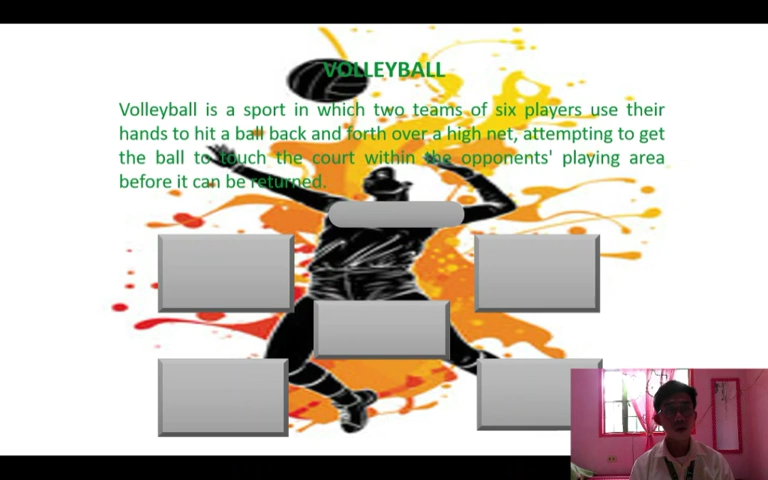 VOLLEYBALL
Volleyball is a sport in which two teams of six players use their
hands to hit a ball back and forth over a high net, attempting to get
the ball to touch the court within the opponents' playing area
before it can be returned.